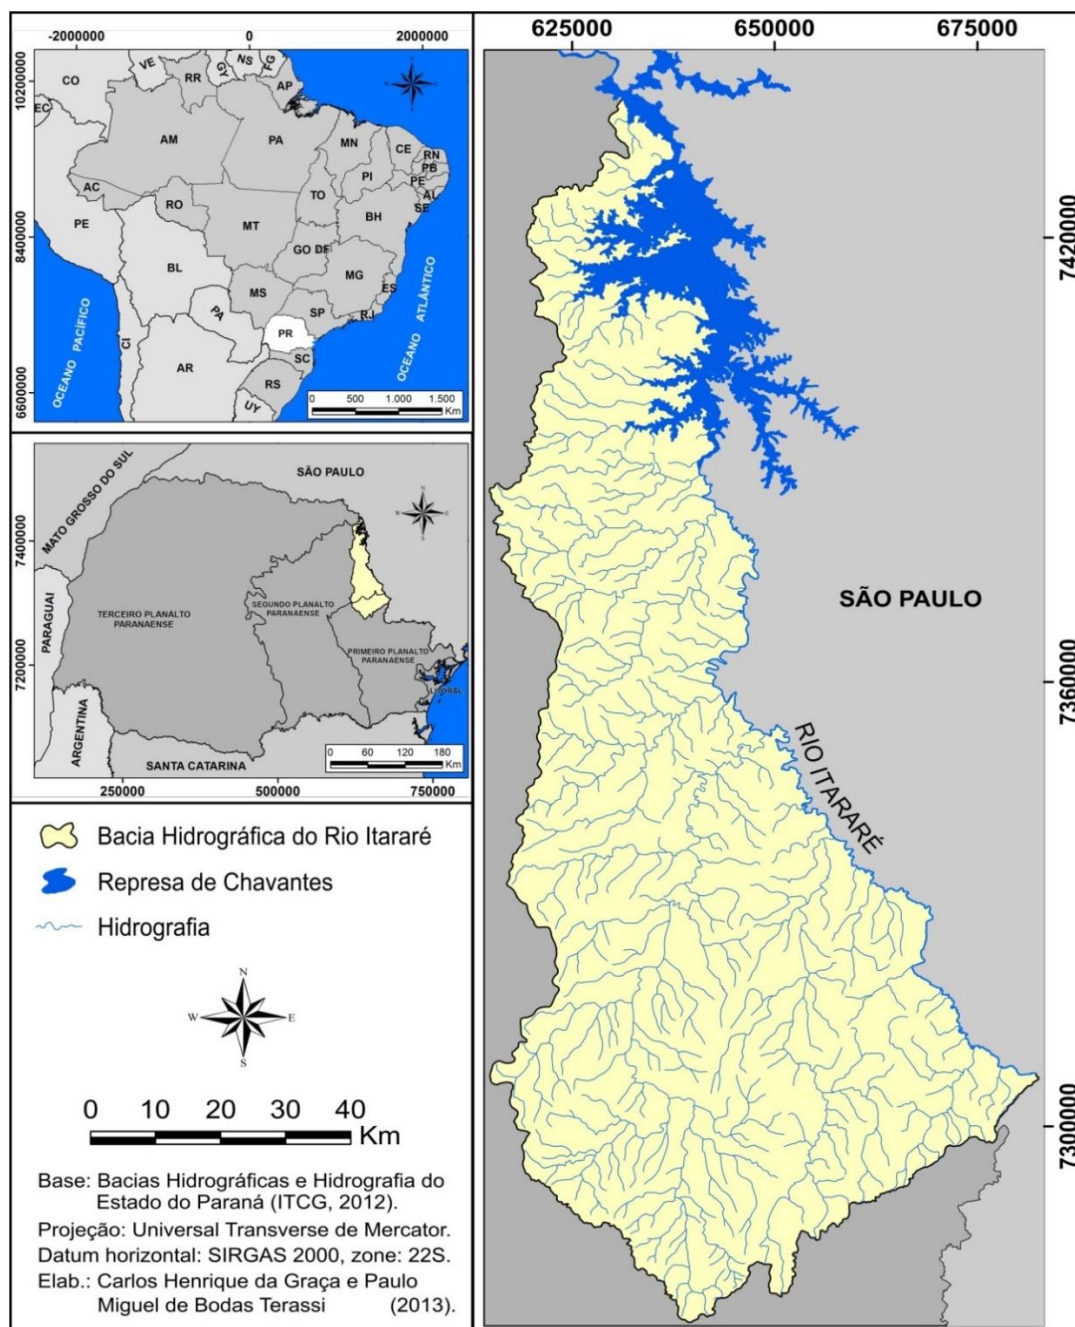 -2000000 0 2000000
10200000
8400000
6600000
CO
VE
RR
GY
NS
FG
AP
EC
AM
PA
MN
CE
RN
PB
PE
AL
SE
PI
AC
RO
TO
BH
PE
MT
GO DF
BL
MG
ES
MS
SP
RJ
PA
PR
CI
AR
SC
RS
UY
OCEANO PACÍFICO
OCEANO ATLÂNTICO
0 500 1.000 1.500
Km
MATO GROSSO DO SUL
SÃO PAULO
N
W E
S
7400000
7200000
PARAGUAI
TERCEIRO PLANALTO
PARANAENSE
SEGUNDO PLANALTO
PARANAENSE
PRIMEIRO PLANALTO
PARANAENSE
LITORAL
ARGENTINA
SANTA CATARINA
0 60 120 180
Km
250000 5000000 750000
Bacia Hidrográfica do Rio Itararé
Represa de Chavantes
Hidrografia
N
W E
S
0 10 20 30 40
Km
Base: Bacias Hidrográficas e Hidrografia do
Estado do Paraná (ITCG, 2012).
Projeção: Universal Transverse de Mercator.
Datum horizontal: SIRGAS 2000, zone: 22S.
Elab.: Carlos Henrique da Graça e Paulo
Miguel de Bodas Terassi (2013).
625000 650000 675000
7420000
7360000
7300000
SÃO PAULO
RIO ITARARÉ